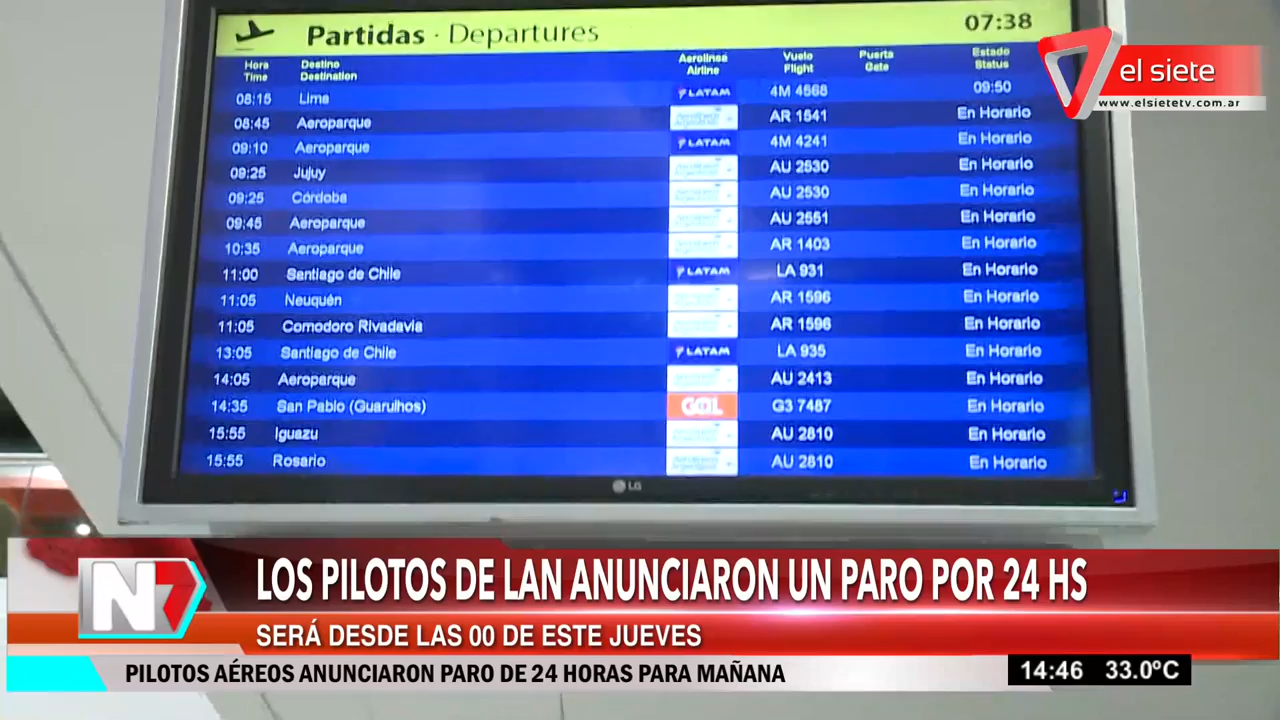 Partidas · Departures 07:38
Hora Destino Aerolínea Vuelo Puerta Estado
Time Destination Airline Flight Gate Status
08:15 Lima LATAM 4M 4568 09:50
08:45 Aeroparque AR 1541 En Horario
09:10 Aeroparque LATAM 4M 4241 En Horario
09:25 Jujuy AU 2530 En Horario
09:25 Córdoba AU 2530 En Horario
09:45 Aeroparque AU 2551 En Horario
10:35 Aeroparque AR 1403 En Horario
11:00 Santiago de Chile LATAM LA 931 En Horario
11:05 Neuquén AR 1596 En Horario
11:05 Comodoro Rivadavia AR 1596 En Horario
13:05 Santiago de Chile LATAM LA 935 En Horario
14:05 Aeroparque AU 2413 En Horario
14:35 San Pablo (Guarulhos) GOL G3 7487 En Horario
15:55 Iguazu AU 2810 En Horario
15:55 Rosario AU 2810 En Horario
LG
el siete
www.elsietetv.com.ar
N7
LOS PILOTOS DE LAN ANUNCIARON UN PARO POR 24 HS
SERÁ DESDE LAS 00 DE ESTE JUEVES
PILOTOS AÉREOS ANUNCIARON PARO DE 24 HORAS PARA MAÑANA
14:46 33.0ºC